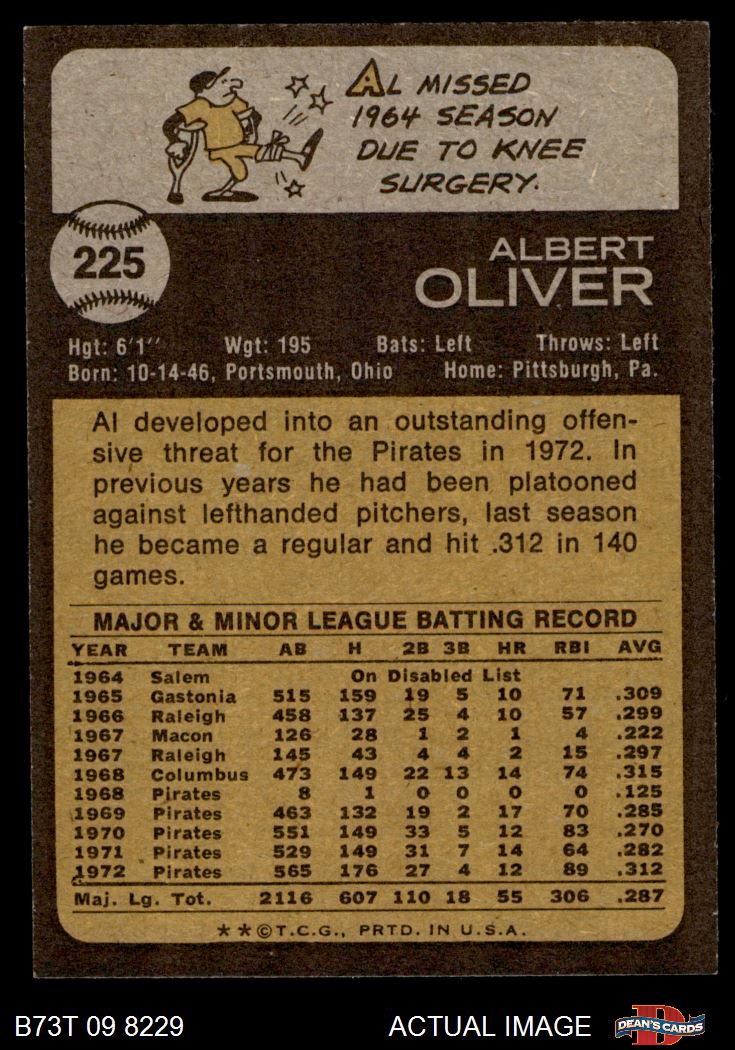 AL MISSED
1964 SEASON
DUE TO KNEE
SURGERY.
225
ALBERT
OLIVER
Hgt: 6'1'' Wgt: 195 Bats: Left Throws: Left
Born: 10-14-46, Portsmouth, Ohio Home: Pittsburgh, Pa.
Al developed into an outstanding offen-
sive threat for the Pirates in 1972. In
previous years he had been platooned
against lefthanded pitchers, last season
he became a regular and hit .312 in 140
games.
MAJOR & MINOR LEAGUE BATTING RECORD
YEAR TEAM AB H 2B 3B HR RBI AVG
1964 Salem On Disabled List
1965 Gastonia 515 159 19 5 10 71 .309
1966 Raleigh 458 137 25 4 10 57 .299
1967 Macon 126 28 1 2 1 4 .222
1967 Raleigh 145 43 4 4 2 15 .297
1968 Columbus 473 149 22 13 14 74 .315
1968 Pirates 8 1 0 0 0 0 .125
1969 Pirates 463 132 19 2 17 70 .285
1970 Pirates 551 149 33 5 12 83 .270
1971 Pirates 529 149 31 7 14 64 .282
1972 Pirates 565 176 27 4 12 89 .312
Maj. Lg. Tot. 2116 607 110 18 55 306 .287
**©T.C.G., PRTD. IN U.S.A.
B73T 09 8229 ACTUAL IMAGE D DEAN'S CARDS